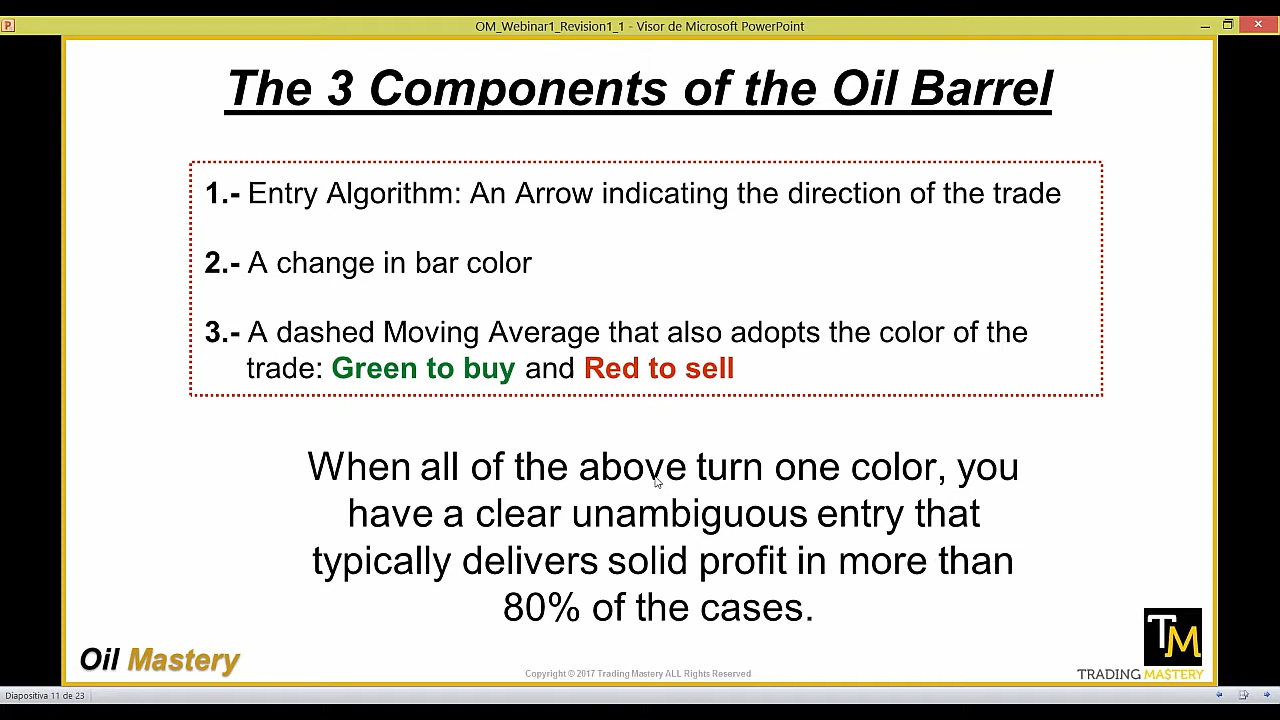 OM_Webinar1_Revision1_1 - Visor de Microsoft PowerPoint
The 3 Components of the Oil Barrel
1.- Entry Algorithm: An Arrow indicating the direction of the trade
2.- A change in bar color
3.- A dashed Moving Average that also adopts the color of the
trade: Green to buy and Red to sell
When all of the above turn one color, you
have a clear unambiguous entry that
typically delivers solid profit in more than
80% of the cases.
Oil Mastery
Copyright © 2017 Trading Mastery ALL Rights Reserved
TM
TRADING MASTERY
Diapositiva 11 de 23